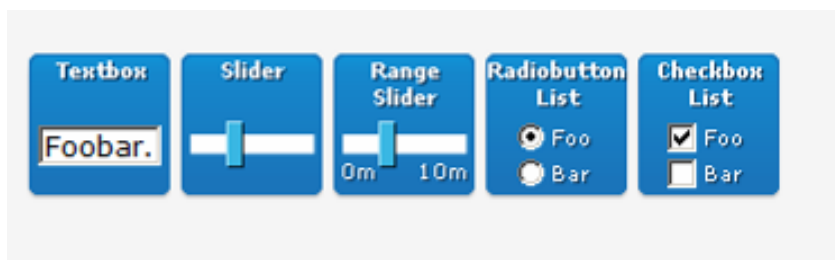 Textbox
Foobar.
Slider
Range
Slider
0m 10m
Radiobutton
List
Foo
Bar
Checkbox
List
Foo
Bar